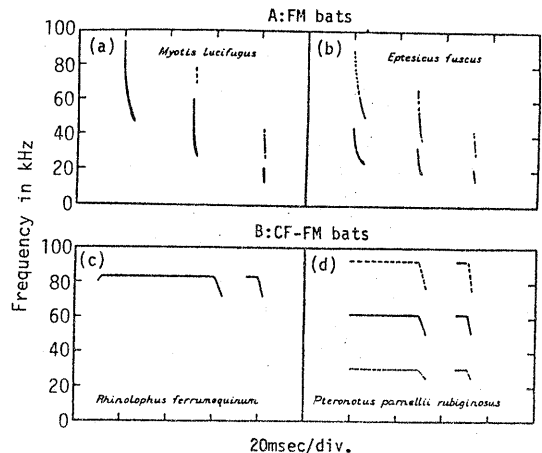 A:FM bats
(a) Myotis lucifugus
(b) Eptesicus fuscus
100
80
60
40
20
0
Frequency in kHz
B:CF-FM bats
(c)
(d)
100
80
60
40
20
0
Rhinolophus ferrumequinum
Pteronotus parnellii rubiginosus
20msec/div.